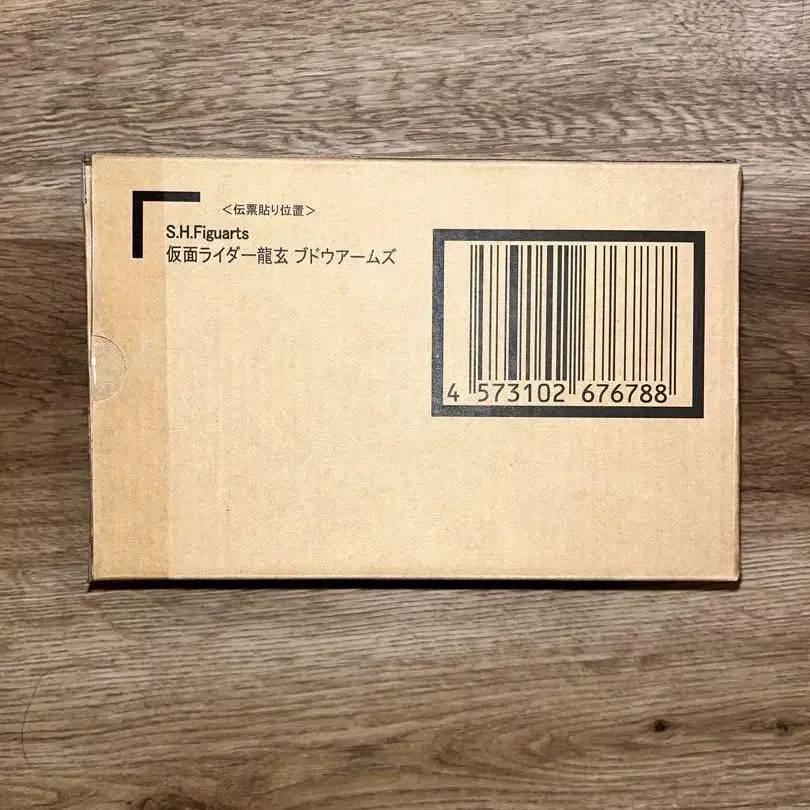 ＜伝票貼り位置＞
S.H.Figuarts
仮面ライダー龍玄 ブドウアームズ
4 573102 676788